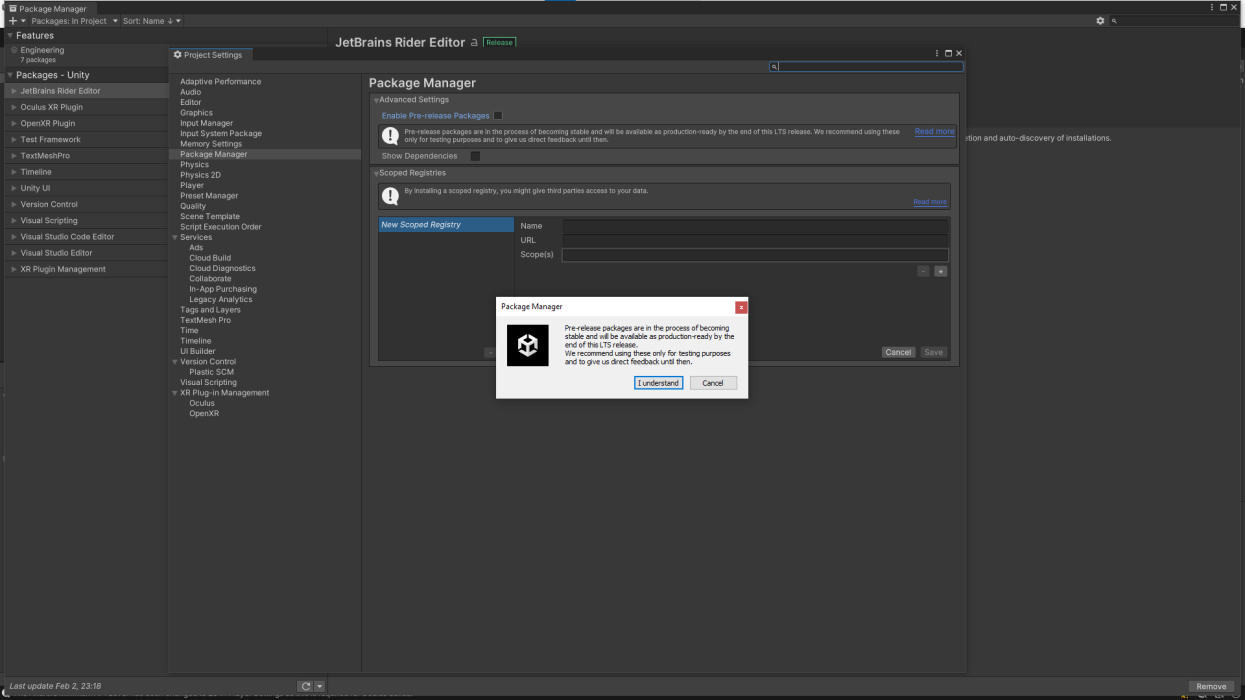 Package Manager
Packages: In Project
Sort: Name ↓
Features
Engineering
7 packages
Packages - Unity
JetBrains Rider Editor
Oculus XR Plugin
OpenXR Plugin
Test Framework
TextMeshPro
Timeline
Unity UI
Version Control
Visual Scripting
Visual Studio Code Editor
Visual Studio Editor
XR Plugin Management
JetBrains Rider Editor
Release
etion and auto-discovery of installations.
Project Settings
Adaptive Performance
Audio
Editor
Graphics
Input Manager
Input System Package
Memory Settings
Package Manager
Physics
Physics 2D
Player
Preset Manager
Quality
Scene Template
Script Execution Order
Services
Ads
Cloud Build
Cloud Diagnostics
Collaborate
In-App Purchasing
Legacy Analytics
Tags and Layers
TextMesh Pro
Time
Timeline
UI Builder
Version Control
Plastic SCM
Visual Scripting
XR Plug-in Management
Oculus
OpenXR
Package Manager
Advanced Settings
Enable Pre-release Packages
Pre-release packages are in the process of becoming stable and will be available as production-ready by the end of this LTS release. We recommend using these
only for testing purposes and to give us direct feedback until then.
Read more
Show Dependencies
Scoped Registries
By installing a scoped registry, you might give third parties access to your data.
Read more
New Scoped Registry
Name
URL
Scope(s)
- +
Cancel
Save
Package Manager
x
Pre-release packages are in the process of becoming
stable and will be available as production-ready by the
end of this LTS release.
We recommend using these only for testing purposes
and to give us direct feedback until then.
I understand
Cancel
Last update Feb 2, 23:18
Remove